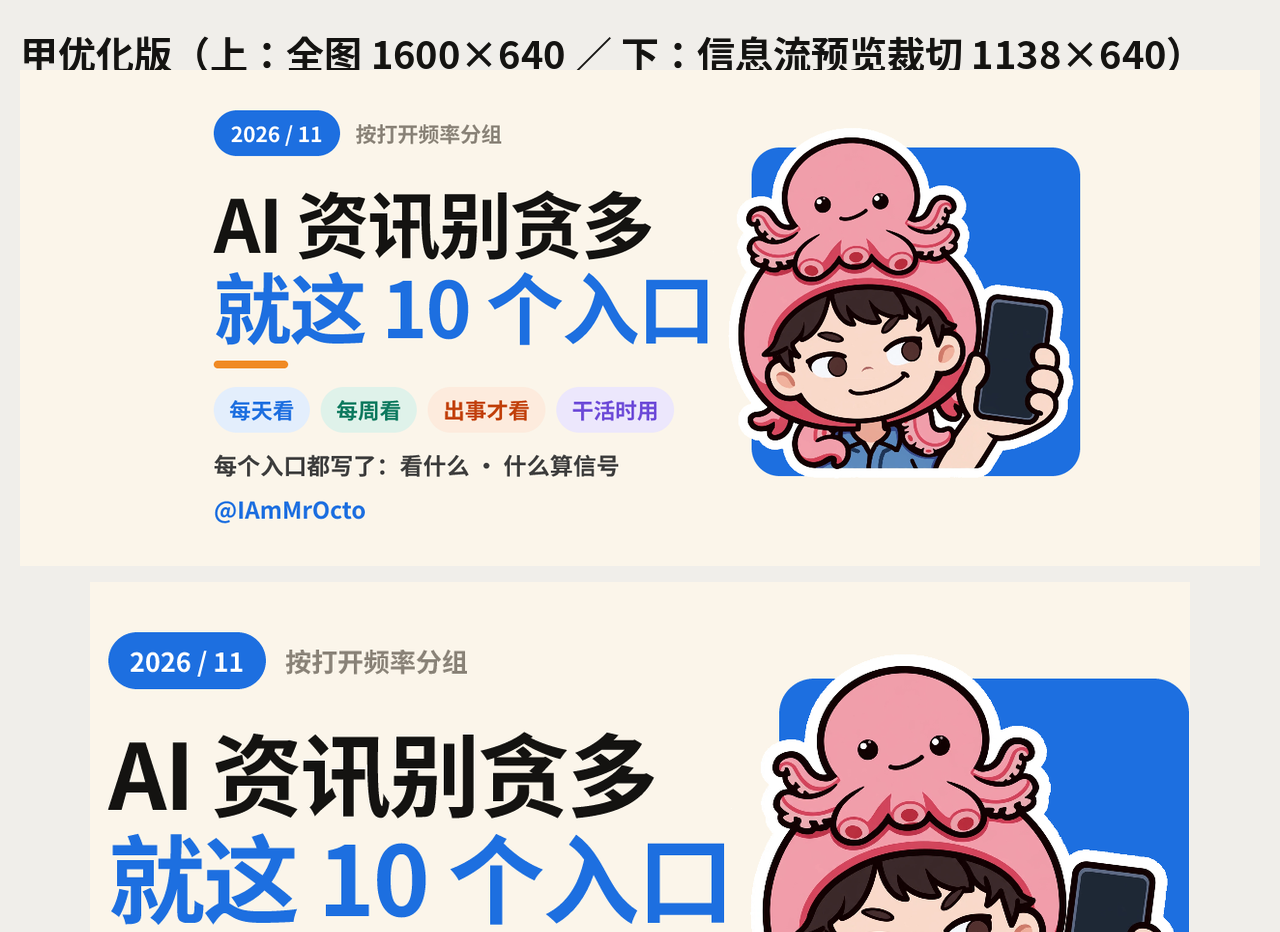 甲优化版（上：全图 1600×640 ／ 下：信息流预览裁切 1138×640）
2026 / 11 按打开频率分组
AI 资讯别贪多
就这 10 个入口
每天看 每周看 出事才看 干活时用
每个入口都写了：看什么 · 什么算信号
@IAmMrOcto
2026 / 11 按打开频率分组
AI 资讯别贪多
就这 10 个入口